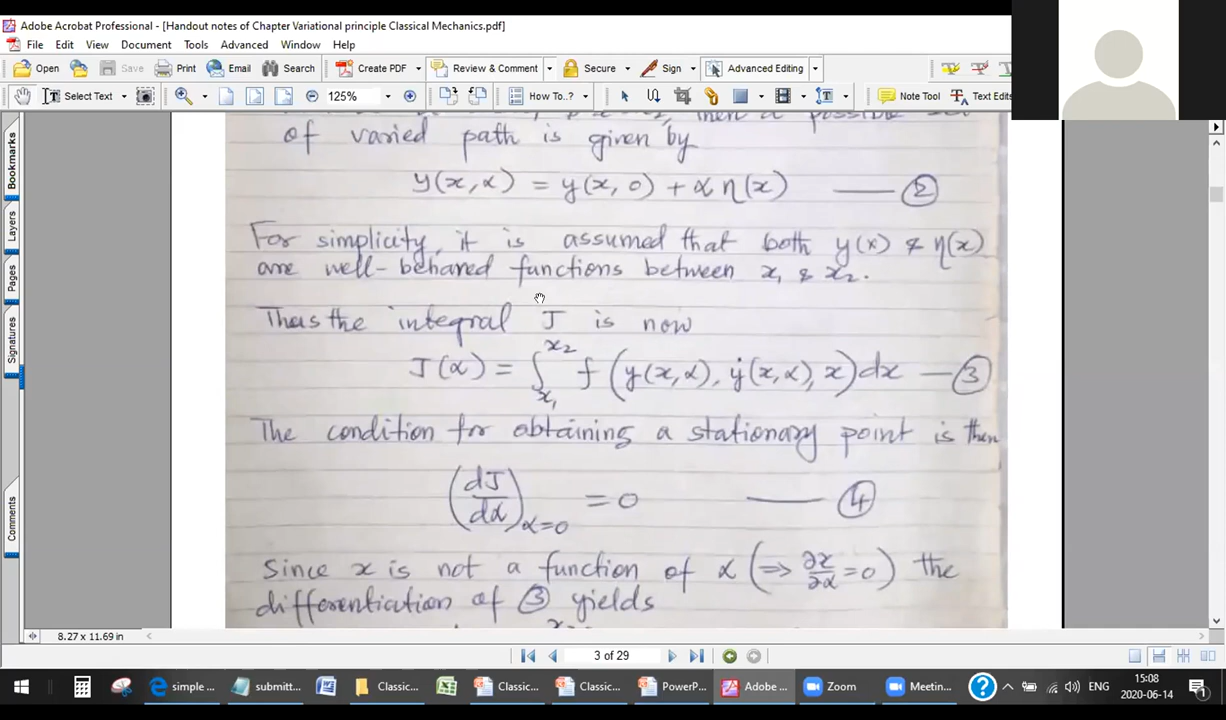 Adobe Acrobat Professional - [Handout notes of Chapter Variational principle Classical Mechanics.pdf]
File Edit View Document Tools Advanced Window Help
Open Save Print Email Search Create PDF Review & Comment Secure Sign Advanced Editing
Select Text 125% How To..? Note Tool Text Edits
Bookmarks
Layers
Pages
Signatures
Comments
then a possible
of varied path is given by
y(x, α) = y(x, 0) + α η(x) —— ②
For simplicity, it is assumed that both y(x) & η(x)
are well-behaved functions between x₁ & x₂.
Thus the integral J is now
J(α) = ∫ₓ₁ˣ² f (y(x,α), ẏ(x,α), x) dx — ③
The condition for obtaining a stationary point is then
(dJ/dα)α=0 = 0 —— ④
Since x is not a function of α (⇒ ∂x/∂α = 0) the
differentiation of ③ yields
8.27 x 11.69 in
3 of 29
simple ... submitt... Classic... Classic... Classic... PowerP... Adobe ... Zoom Meetin... ENG
15:08
2020-06-14